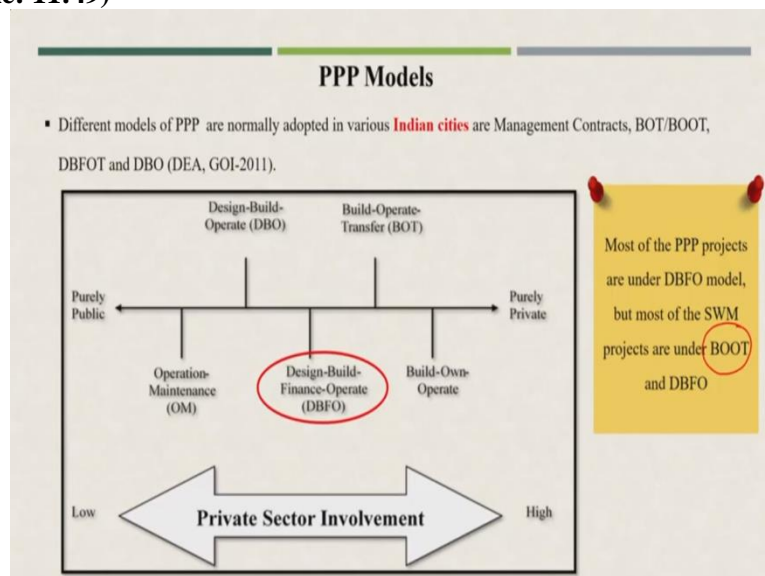 PPP Models
▪ Different models of PPP are normally adopted in various Indian cities are Management Contracts, BOT/BOOT,
DBFOT and DBO (DEA, GOI-2011).
Design-Build-
Operate (DBO)
Build-Operate-
Transfer (BOT)
Purely
Public
Purely
Private
Operation-
Maintenance
(OM)
Design-Build-
Finance-Operate
(DBFO)
Build-Own-
Operate
Low
Private Sector Involvement
High
Most of the PPP projects
are under DBFO model,
but most of the SWM
projects are under BOOT
and DBFO